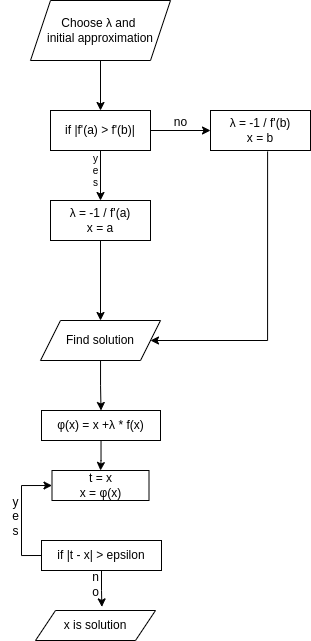 Choose λ and
initial approximation
if |f'(a) > f'(b)|
no
λ = -1 / f'(b)
x = b
yes
λ = -1 / f'(a)
x = a
Find solution
φ(x) = x +λ * f(x)
t = x
x = φ(x)
yes
if |t - x| > epsilon
no
x is solution